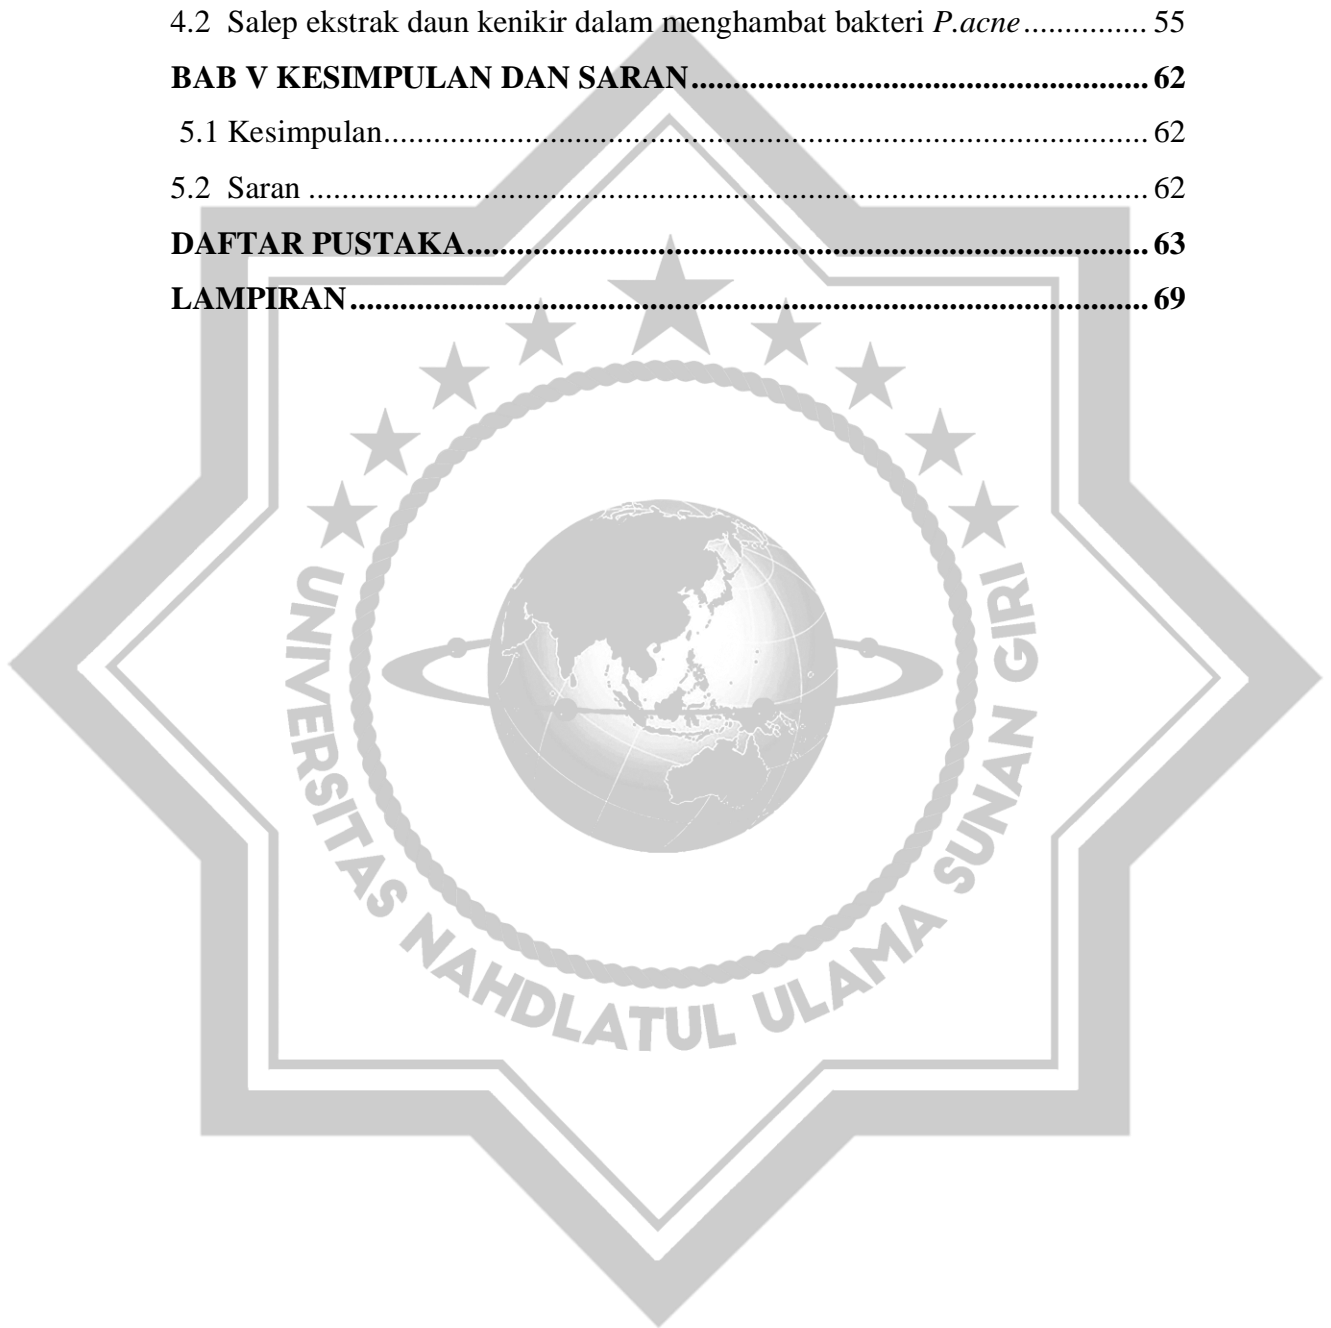 4.2  Salep ekstrak daun kenikir dalam menghambat bakteri P.acne............... 55
BAB V KESIMPULAN DAN SARAN....................................................... 62
5.1 Kesimpulan............................................................................................ 62
5.2  Saran ..................................................................................................... 62
DAFTAR PUSTAKA.................................................................................. 63
LAMPIRAN................................................................................................ 69
UNIVERSITAS NAHDLATUL ULAMA SUNAN GIRI